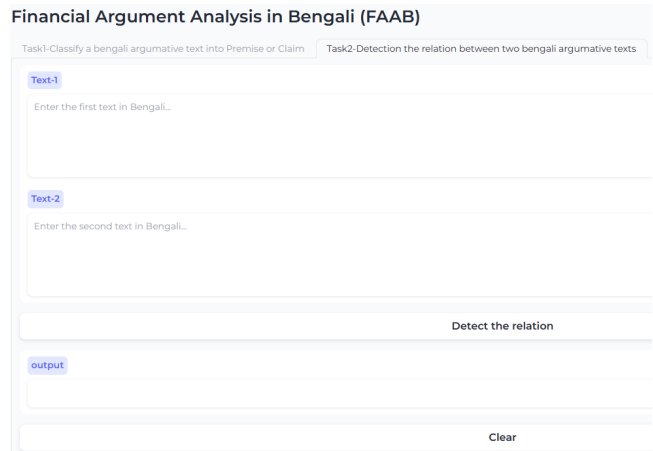 Financial Argument Analysis in Bengali (FAAB)
Task1-Classify a bengali argumative text into Premise or Claim Task2-Detection the relation between two bengali argumative texts
Text-1
Enter the first text in Bengali...
Text-2
Enter the second text in Bengali...
Detect the relation
output
Clear